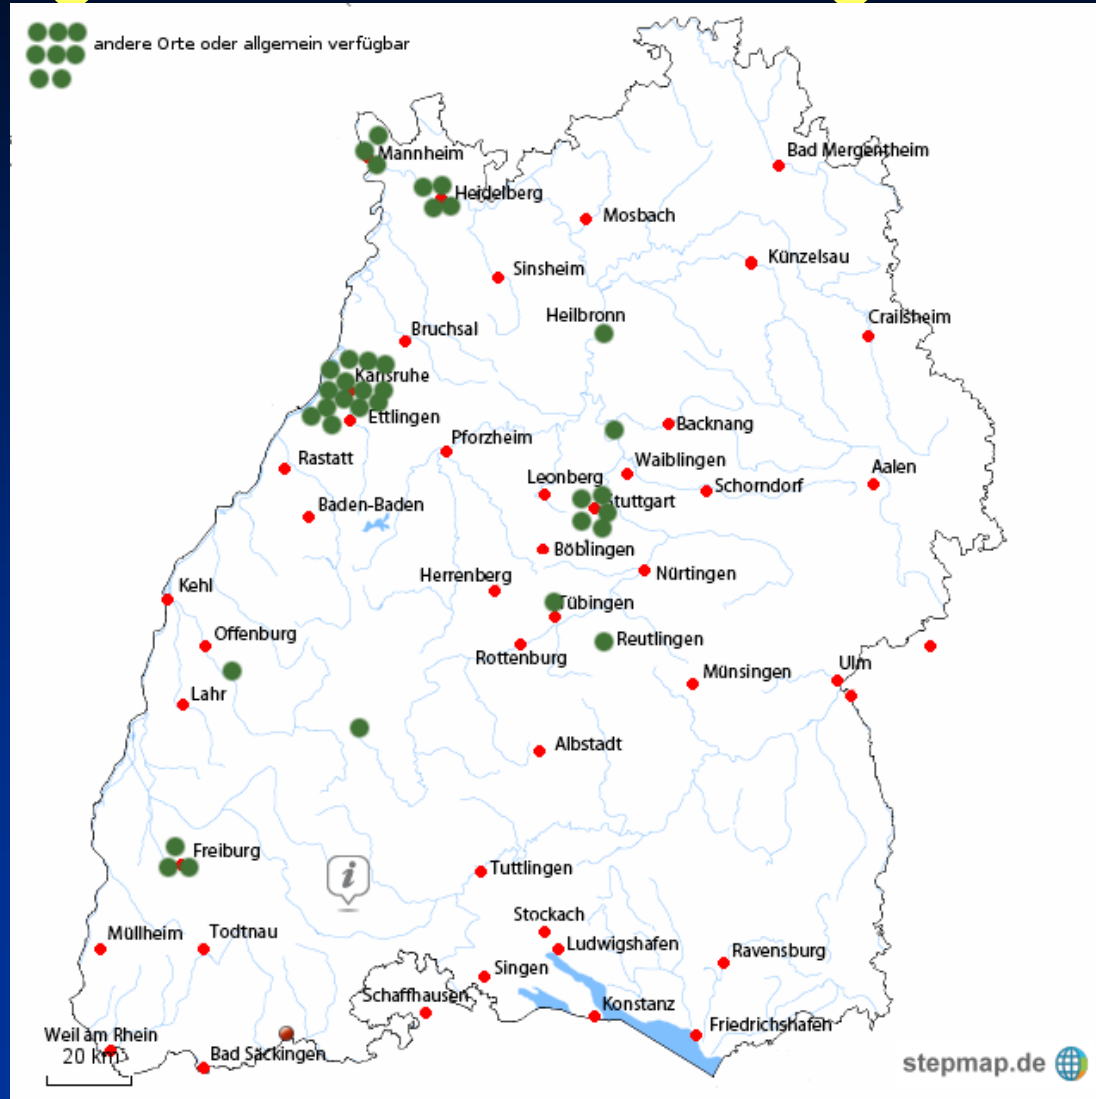 andere Orte oder allgemein verfügbar
Mannheim
Bad Mergentheim
Heidelberg
Mosbach
Künzelsau
Sinsheim
Heilbronn
Crailsheim
Bruchsal
Karlsruhe
Ettlingen
Backnang
Pforzheim
Rastatt
Waiblingen
Aalen
Leonberg
Schorndorf
Baden-Baden
Stuttgart
Böblingen
Nürtingen
Herrenberg
Kehl
Tübingen
Offenburg
Reutlingen
Rottenburg
Ulm
Münsingen
Lahr
Albstadt
Freiburg
i
Tuttlingen
Stockach
Müllheim
Todtnau
Ludwigshafen
Ravensburg
Singen
Schaffhausen
Konstanz
Friedrichshafen
Weil am Rhein
20 km
Bad Säckingen
stepmap.de